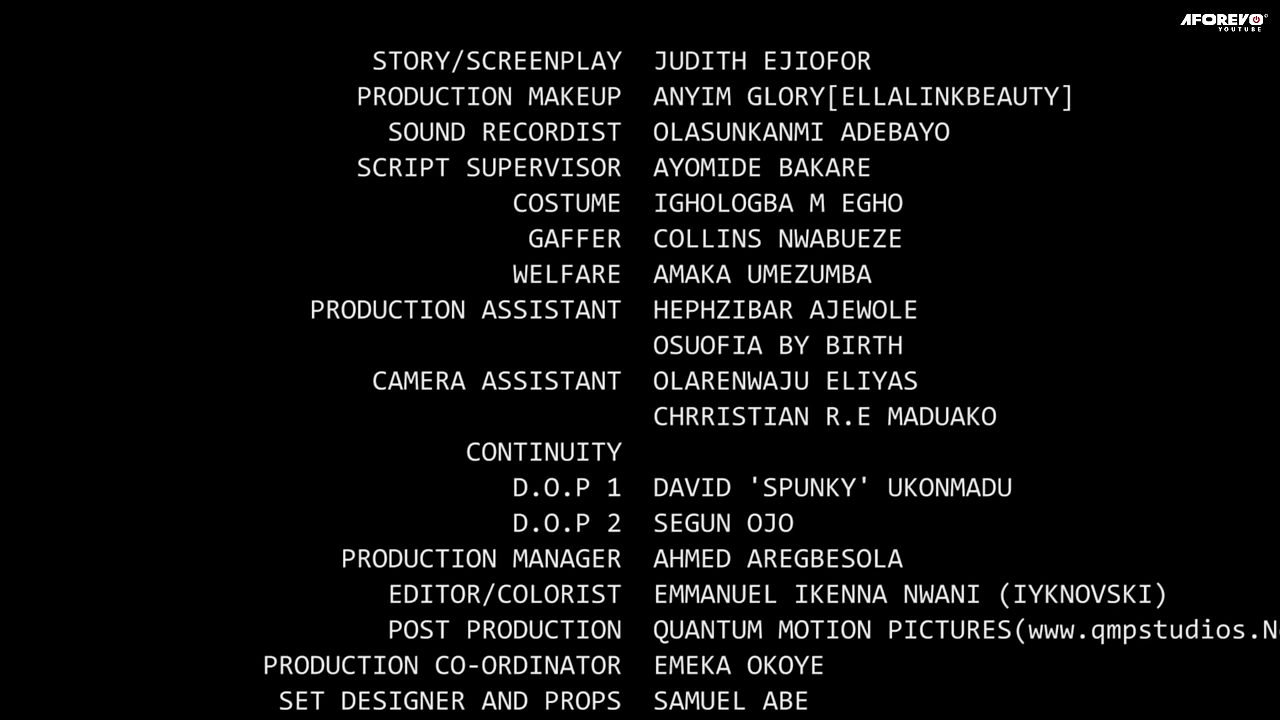 AFOREVO
YOUTUBE
STORY/SCREENPLAY JUDITH EJIOFOR
PRODUCTION MAKEUP ANYIM GLORY[ELLALINKBEAUTY]
SOUND RECORDIST OLASUNKANMI ADEBAYO
SCRIPT SUPERVISOR AYOMIDE BAKARE
COSTUME IGHOLOGBA M EGHO
GAFFER COLLINS NWABUEZE
WELFARE AMAKA UMEZUMBA
PRODUCTION ASSISTANT HEPHZIBAR AJEWOLE
OSUOFIA BY BIRTH
CAMERA ASSISTANT OLARENWAJU ELIYAS
CHRRISTIAN R.E MADUAKO
CONTINUITY
D.O.P 1 DAVID 'SPUNKY' UKONMADU
D.O.P 2 SEGUN OJO
PRODUCTION MANAGER AHMED AREGBESOLA
EDITOR/COLORIST EMMANUEL IKENNA NWANI (IYKNOVSKI)
POST PRODUCTION QUANTUM MOTION PICTURES(www.qmpstudios.N
PRODUCTION CO-ORDINATOR EMEKA OKOYE
SET DESIGNER AND PROPS SAMUEL ABE